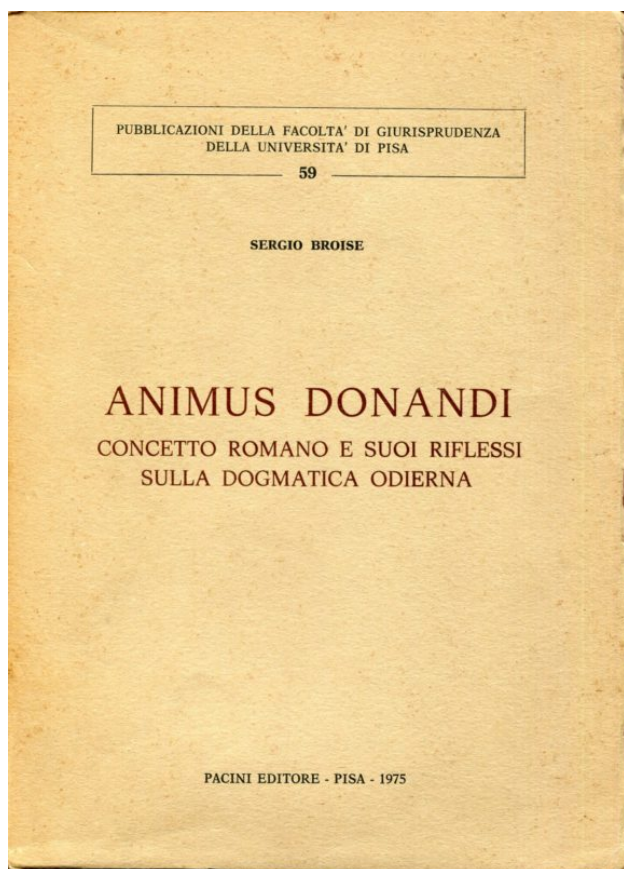 PUBBLICAZIONI DELLA FACOLTA' DI GIURISPRUDENZA
DELLA UNIVERSITA' DI PISA
59
SERGIO BROISE
ANIMUS DONANDI
CONCETTO ROMANO E SUOI RIFLESSI
SULLA DOGMATICA ODIERNA
PACINI EDITORE - PISA - 1975